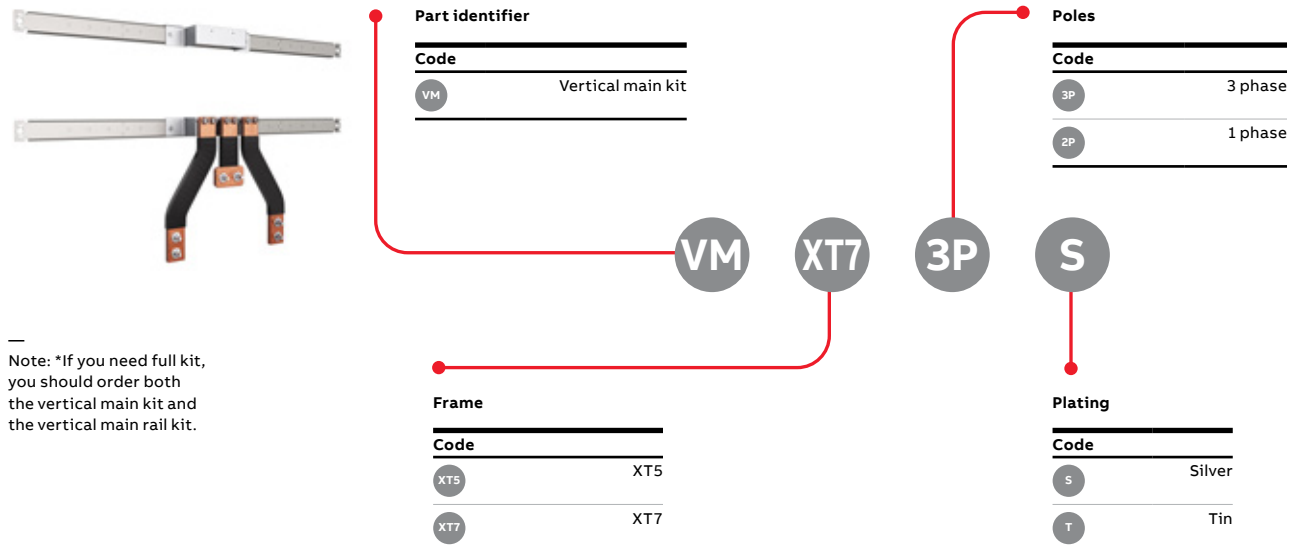 Part identifier
Code
VM Vertical main kit
Poles
Code
3P 3 phase
2P 1 phase
VM XT7 3P S
—
Note: *If you need full kit,
you should order both
the vertical main kit and
the vertical main rail kit.
Frame
Code
XT5 XT5
XT7 XT7
Plating
Code
S Silver
T Tin